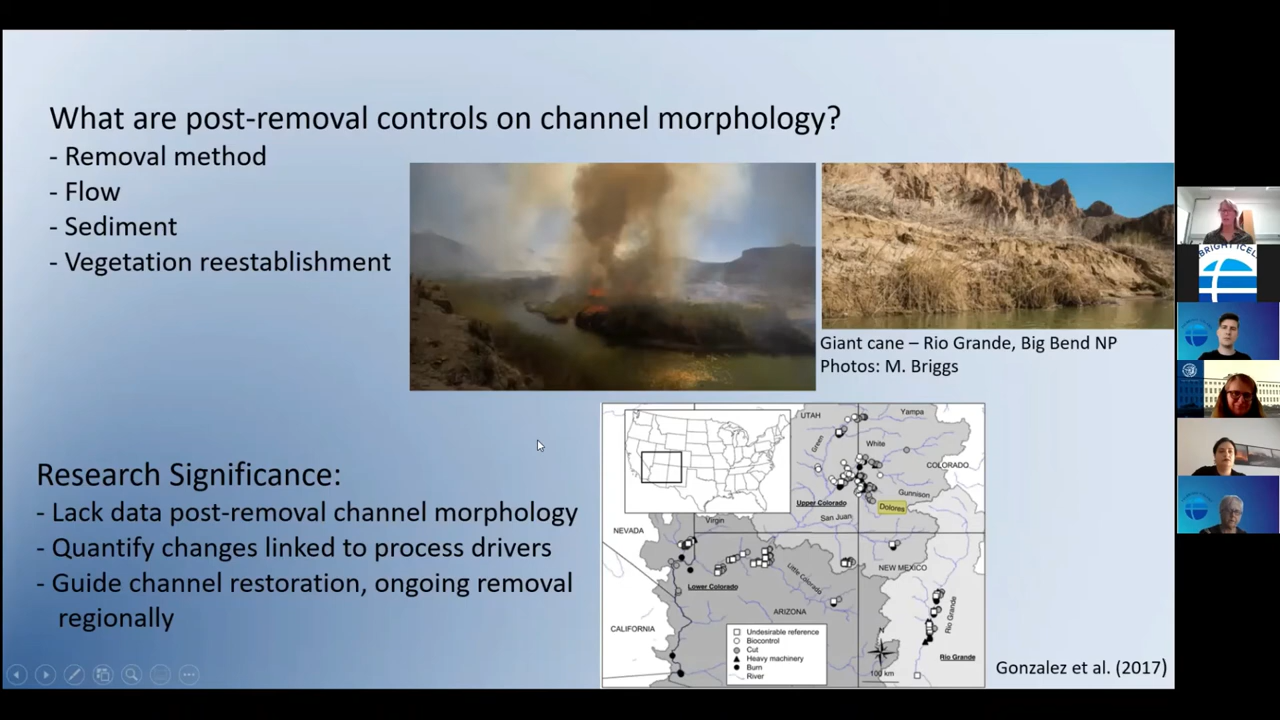 What are post-removal controls on channel morphology?
- Removal method
- Flow
- Sediment
- Vegetation reestablishment
Giant cane – Rio Grande, Big Bend NP
Photos: M. Briggs
Research Significance:
- Lack data post-removal channel morphology
- Quantify changes linked to process drivers
- Guide channel restoration, ongoing removal
regionally
UTAH
Yampa
Green
White
COLORADO
Gunnison
Upper Colorado
Dolores
San Juan
Virgin
NEVADA
Little Colorado
NEW MEXICO
Lower Colorado
ARIZONA
Rio Grande
CALIFORNIA
Undesirable reference
Biocontrol
Cut
Heavy machinery
Burn
River
N
100 km
Rio Grande
Gonzalez et al. (2017)
BRIGHT ICEL